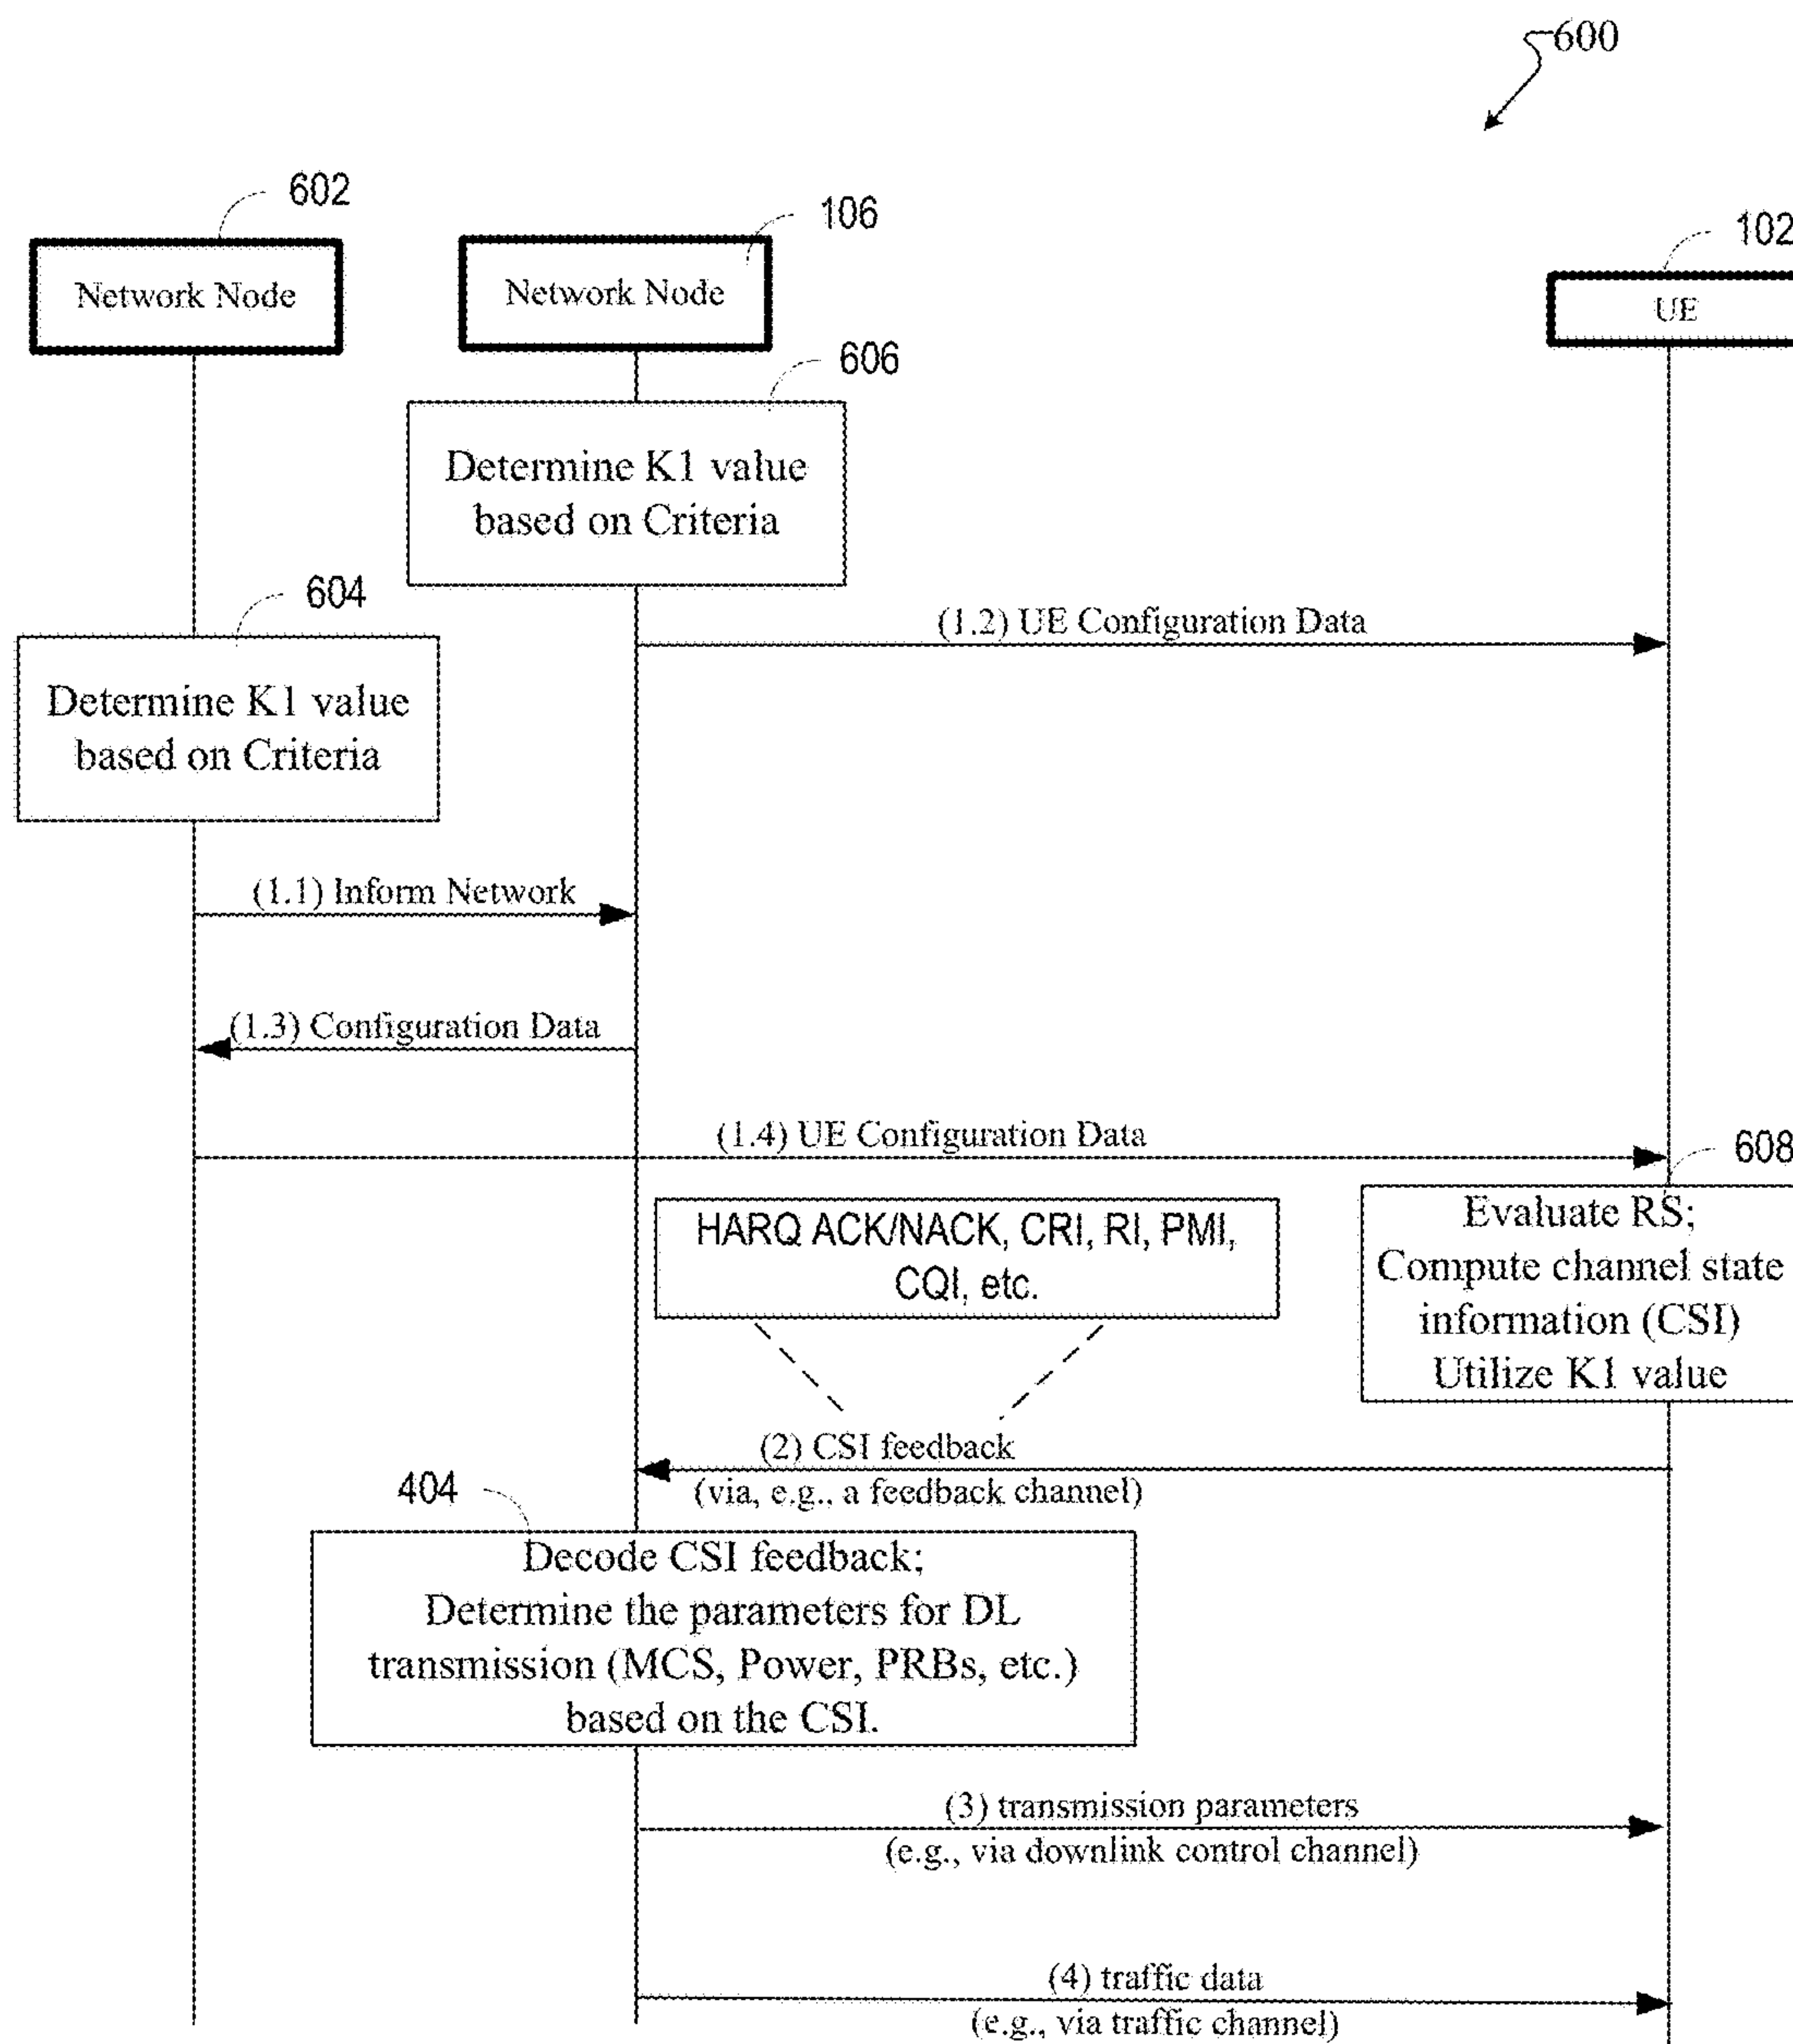 600
602
106
102
Network Node
Network Node
UE
606
Determine K1 value
based on Criteria
604
(1.2) UE Configuration Data
Determine K1 value
based on Criteria
(1.1) Inform Network
(1.3) Configuration Data
(1.4) UE Configuration Data
608
HARQ ACK/NACK, CRI, RI, PMI,
CQI, etc.
Evaluate RS;
Compute channel state
information (CSI)
Utilize K1 value
(2) CSI feedback
(via, e.g., a feedback channel)
404
Decode CSI feedback;
Determine the parameters for DL
transmission (MCS, Power, PRBs, etc.)
based on the CSI.
(3) transmission parameters
(e.g., via downlink control channel)
(4) traffic data
(e.g., via traffic channel)